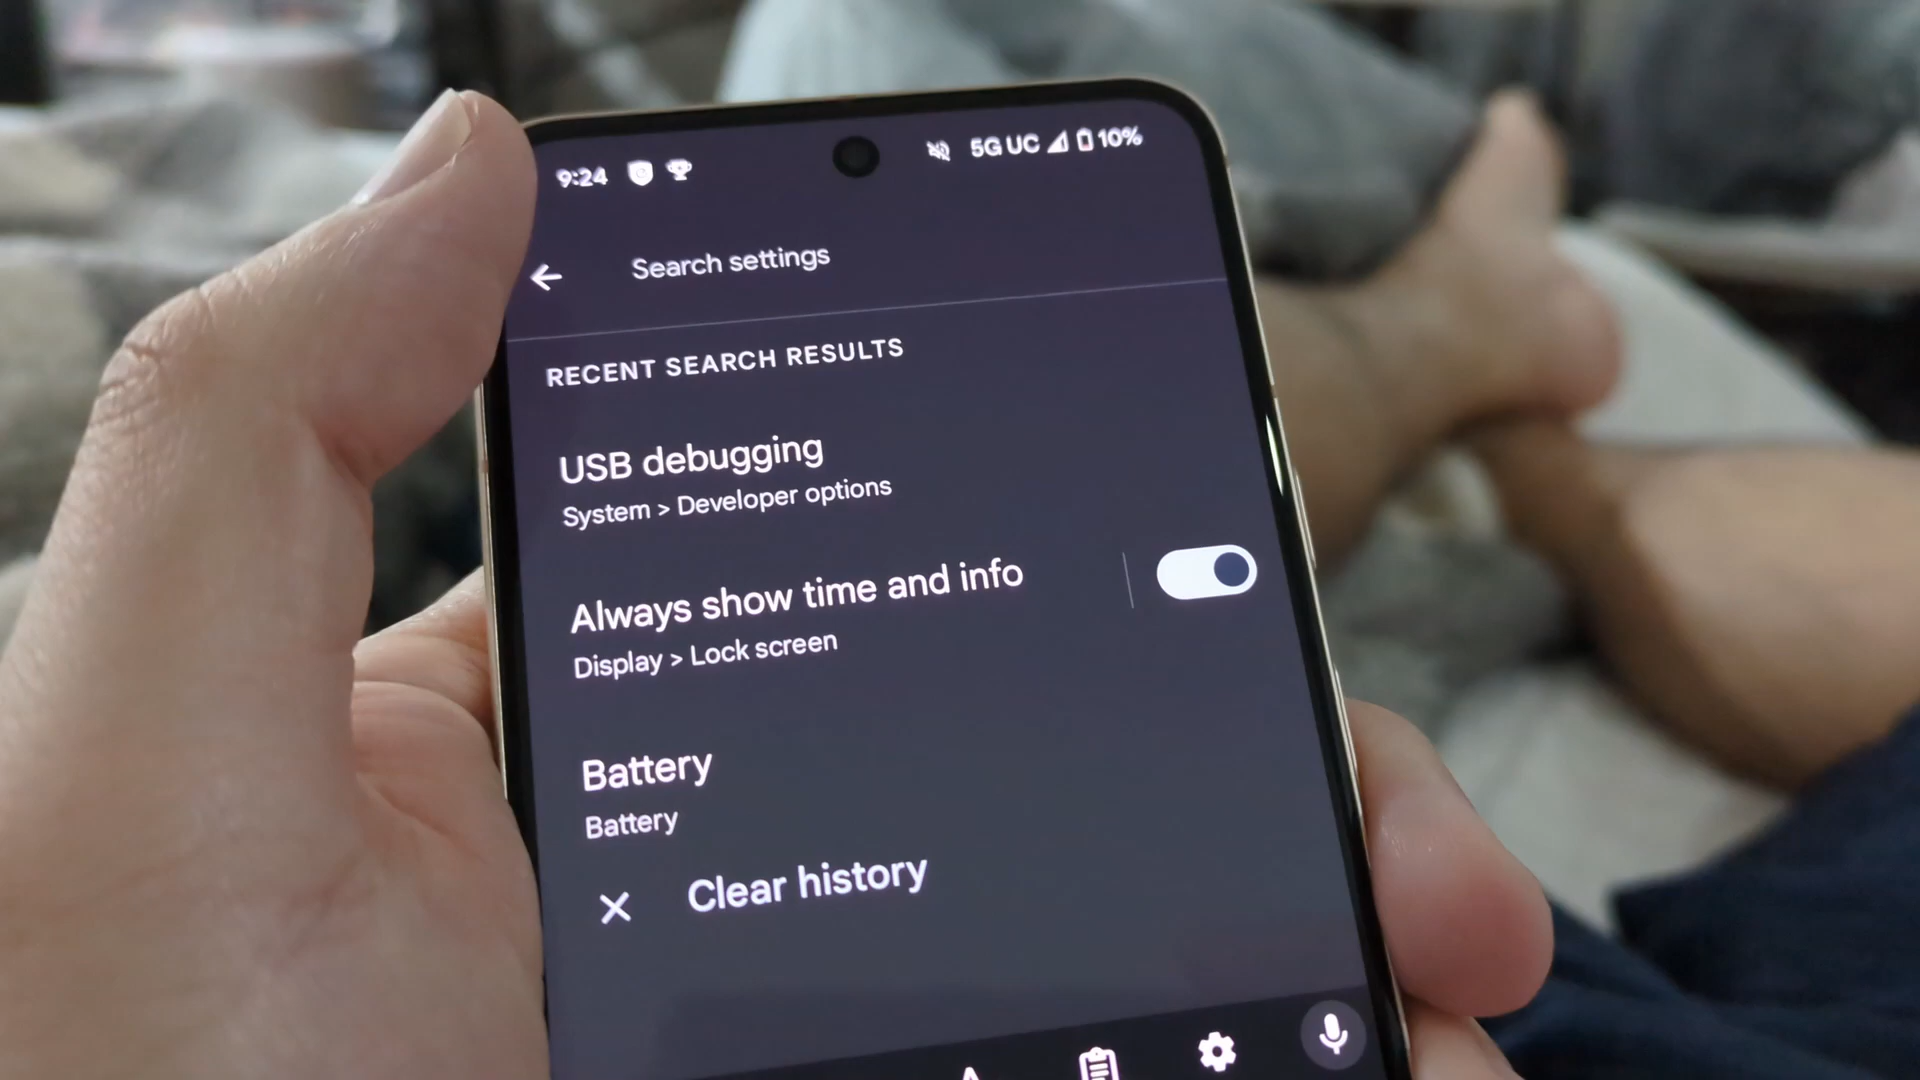 9:24 5G UC 10%
Search settings
RECENT SEARCH RESULTS
USB debugging
System > Developer options
Always show time and info
Display > Lock screen
Battery
Battery
Clear history